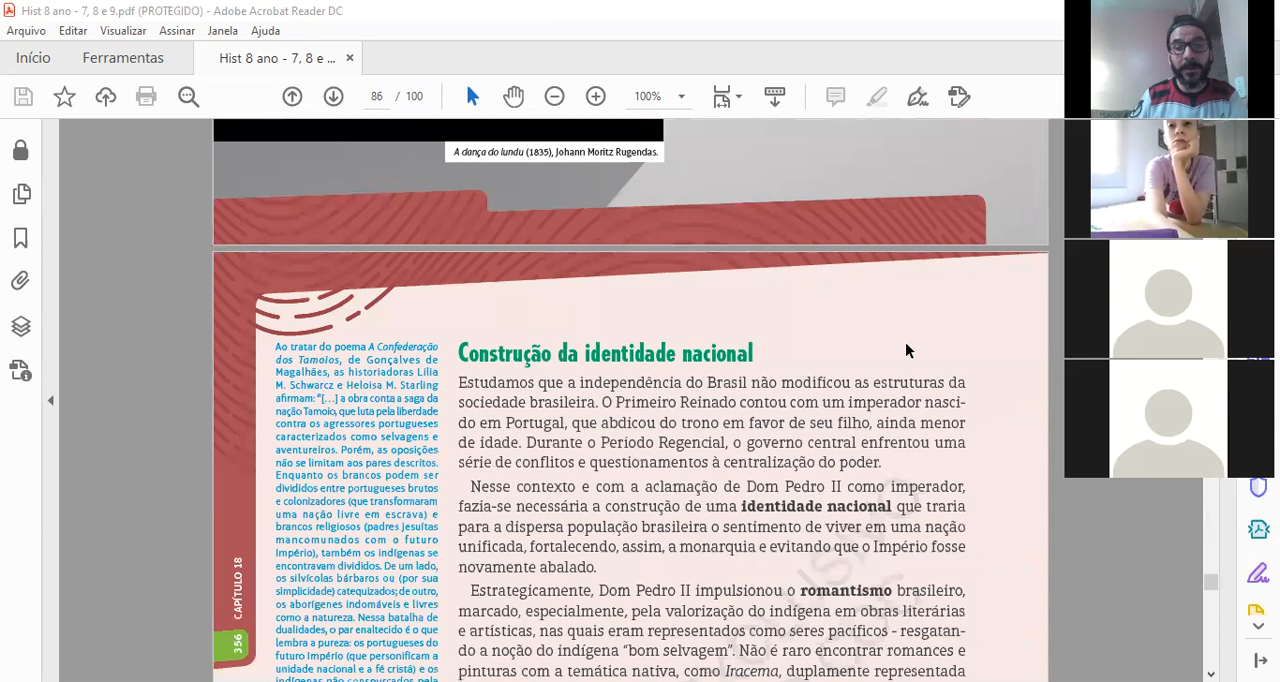 Hist 8 ano - 7, 8 e 9.pdf (PROTEGIDO) - Adobe Acrobat Reader DC
Arquivo Editar Visualizar Assinar Janela Ajuda
Início Ferramentas Hist 8 ano - 7, 8 e ... ×
86 / 100 100%
A dança do lundu (1835), Johann Moritz Rugendas.
Ao tratar do poema A Confederação
dos Tamoios, de Gonçalves de
Magalhães, as historiadoras Lilia
M. Schwarcz e Heloisa M. Starling
afirmam: "[...] a obra conta a saga da
nação Tamoio, que luta pela liberdade
contra os agressores portugueses
caracterizados como selvagens e
aventureiros. Porém, as oposições
não se limitam aos pares descritos.
Enquanto os brancos podem ser
divididos entre portugueses brutos
e colonizadores (que transformaram
uma nação livre em escrava) e
brancos religiosos (padres jesuítas
mancomunados com o futuro
Império), também os indígenas se
encontravam divididos. De um lado,
os silvícolas bárbaros ou (por sua
simplicidade) catequizados; de outro,
os aborígenes indomáveis e livres
como a natureza. Nessa batalha de
dualidades, o par enaltecido é o que
lembra a pureza: os portugueses do
futuro Império (que personificam a
unidade nacional e a fé cristã) e os
indígenas não conspurcados pela
CAPÍTULO 18
356
Construção da identidade nacional
Estudamos que a independência do Brasil não modificou as estruturas da
sociedade brasileira. O Primeiro Reinado contou com um imperador nasci-
do em Portugal, que abdicou do trono em favor de seu filho, ainda menor
de idade. Durante o Período Regencial, o governo central enfrentou uma
série de conflitos e questionamentos à centralização do poder.
Nesse contexto e com a aclamação de Dom Pedro II como imperador,
fazia-se necessária a construção de uma identidade nacional que traria
para a dispersa população brasileira o sentimento de viver em uma nação
unificada, fortalecendo, assim, a monarquia e evitando que o Império fosse
novamente abalado.
Estrategicamente, Dom Pedro II impulsionou o romantismo brasileiro,
marcado, especialmente, pela valorização do indígena em obras literárias
e artísticas, nas quais eram representados como seres pacíficos - resgatan-
do a noção do indígena "bom selvagem". Não é raro encontrar romances e
pinturas com a temática nativa, como Iracema, duplamente representada